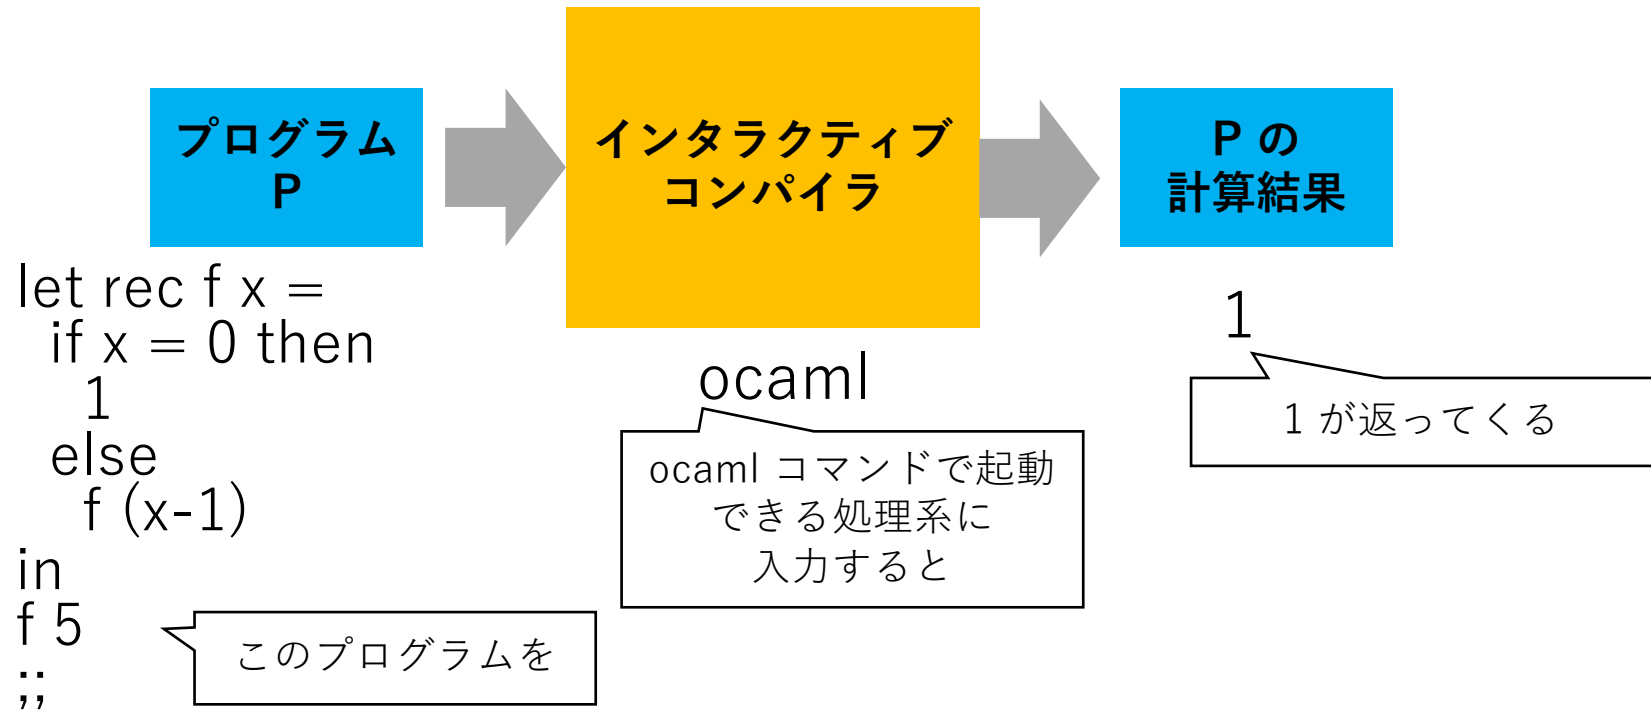 プログラム
P
インタラクティブ
コンパイラ
P の
計算結果
let rec f x =
if x = 0 then
1
else
f (x-1)
in
f 5
;;
このプログラムを
ocaml
ocaml コマンドで起動
できる処理系に
入力すると
1
1 が返ってくる